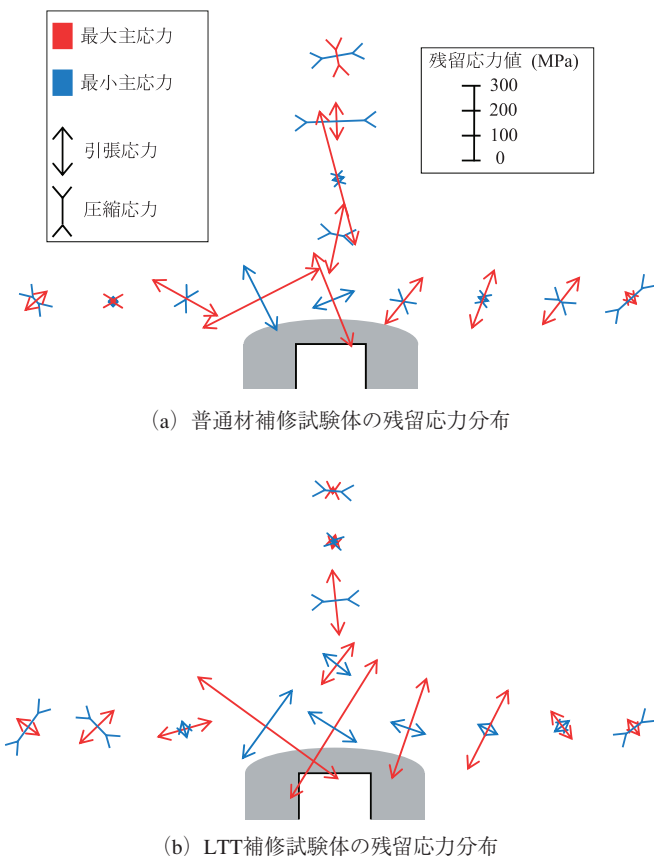 最大主応力
最小主応力
引張応力
圧縮応力
残留応力値 (MPa)
300
200
100
0
(a) 普通材補修試験体の残留応力分布
(b) LTT補修試験体の残留応力分布